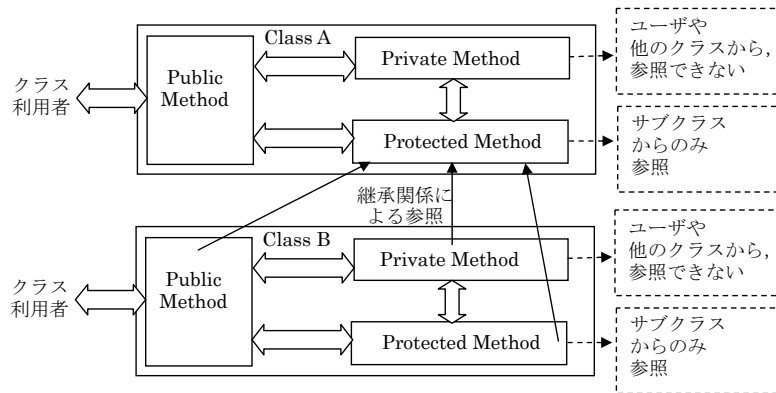 Class A
Public
Method
Private Method
Protected Method
クラス
利用者
ユーザや
他のクラスから,
参照できない
サブクラス
からのみ
参照
継承関係に
よる参照
Class B
Public
Method
Private Method
Protected Method
クラス
利用者
ユーザや
他のクラスから,
参照できない
サブクラス
からのみ
参照